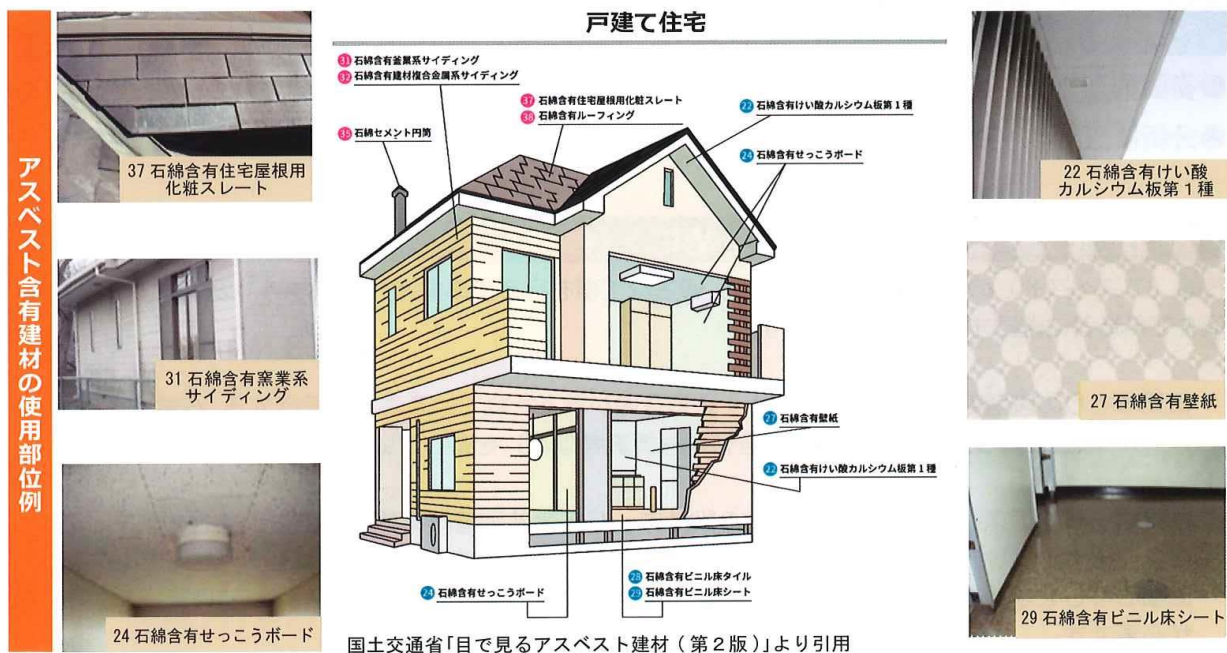 アスベスト含有建材の使用部位例
戸建て住宅
37 石綿含有住宅屋根用
化粧スレート
31 石綿含有窯業系
サイディング
24 石綿含有せっこうボード
31 石綿含有窯業系サイディング
32 石綿含有建材複合金属系サイディング
37 石綿含有住宅屋根用化粧スレート
38 石綿含有ルーフィング
35 石綿セメント円筒
22 石綿含有けい酸カルシウム板第1種
24 石綿含有せっこうボード
27 石綿含有壁紙
22 石綿含有けい酸カルシウム板第1種
24 石綿含有せっこうボード
28 石綿含有ビニル床タイル
29 石綿含有ビニル床シート
国土交通省「目で見るアスベスト建材(第2版)」より引用
22 石綿含有けい酸
カルシウム板第1種
27 石綿含有壁紙
29 石綿含有ビニル床シート